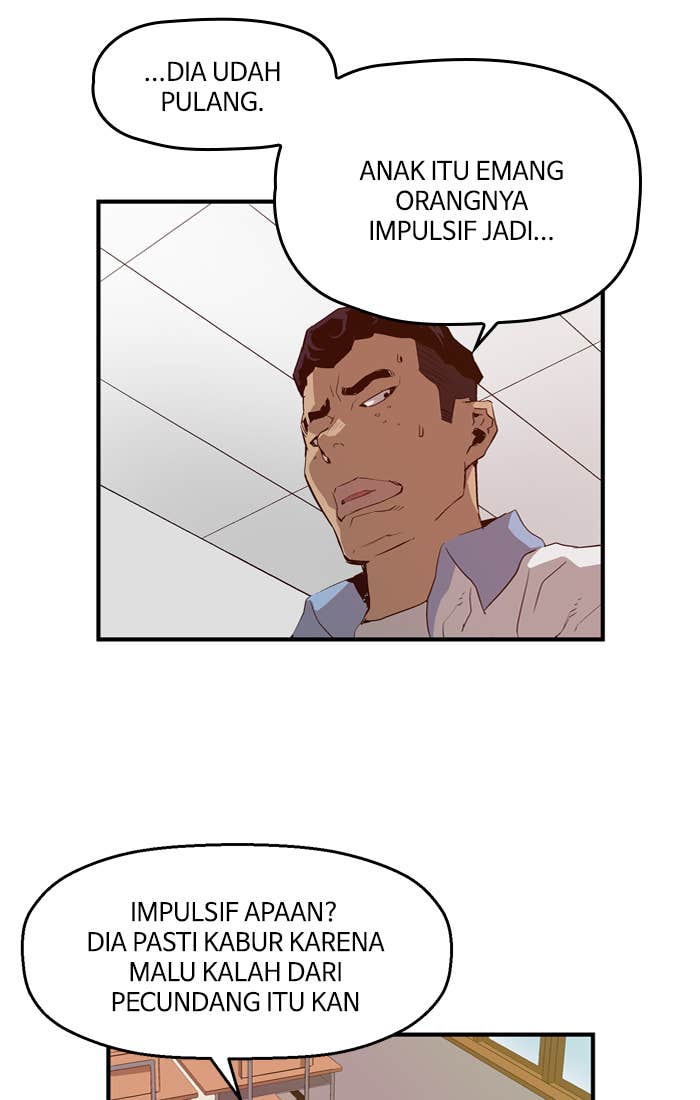 ...DIA UDAH
PULANG.
ANAK ITU EMANG
ORANGNYA
IMPULSIF JADI...
IMPULSIF APAAN?
DIA PASTI KABUR KARENA
MALU KALAH DARI
PECUNDANG ITU KAN